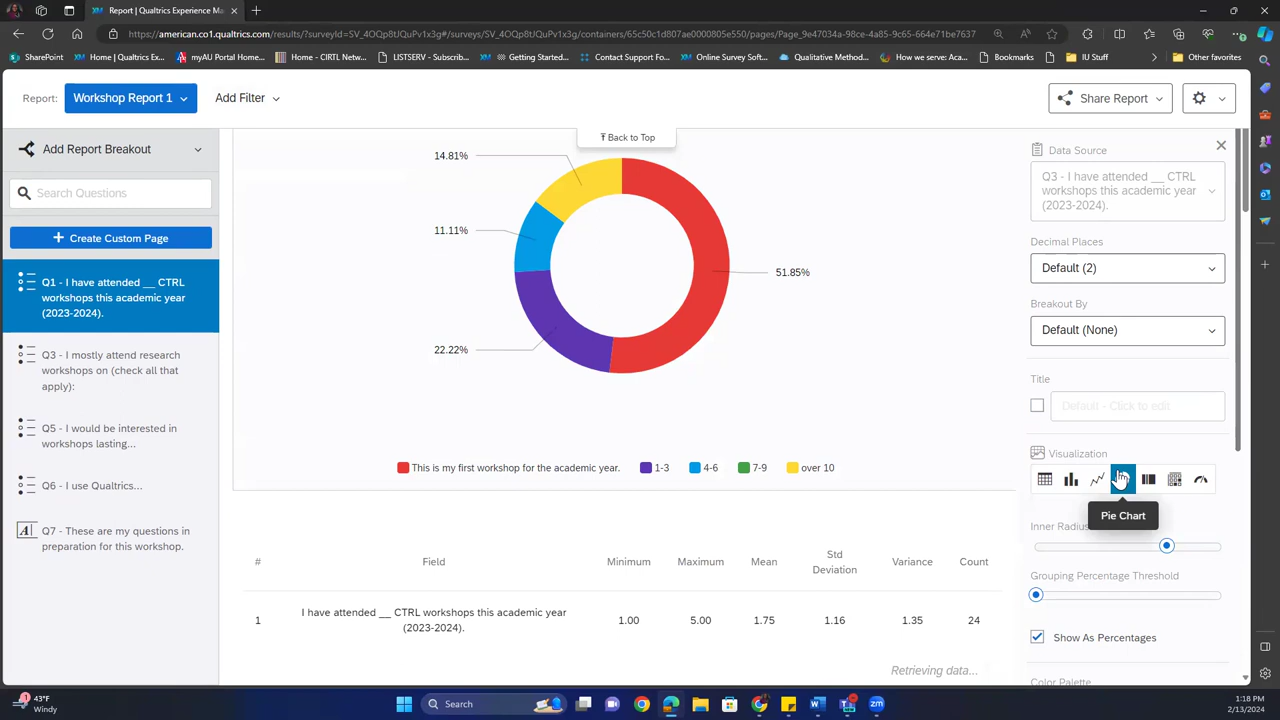 Report | Qualtrics Experience Ma
https://american.co1.qualtrics.com/results/?surveyId=SV_4OQp8tJQuPv1x3g#/surveys/SV_4OQp8tJQuPv1x3g/containers/65c50c1d807ae0000805e550/pages/Page_9e47034a-98ce-4a85-9c65-664e71be7637
SharePoint
Home | Qualtrics Ex...
myAU Portal Home...
Home - CIRTL Netw...
LISTSERV - Subscrib...
Getting Started...
Contact Support Fo...
Online Survey Soft...
Using a Qualtrics C...
How to use Qualtric...
Bookmarks
IU Stuff
Other favorites
Report:
Workshop Report 1
Add Filter
Share Report
Add Report Breakout
Search Questions
+ Create Custom Page
Q1 - I have attended __ CTRL
workshops this academic year
(2023-2024).
Q3 - I mostly attend research
workshops on (check all that
apply):
Q5 - I would be interested in
workshops lasting...
Q6 - I use Qualtrics...
A
Q7 - These are my questions in
preparation for this workshop.
Back to Top
14.81%
11.11%
22.22%
51.85%
This is my first workshop for the academic year.
1-3
4-6
7-9
over 10
# Field Minimum Maximum Mean Std Deviation Variance Count
1 I have attended __ CTRL workshops this academic year (2023-2024). 1.00 5.00 1.75 1.16 1.35 24
Retrieving data...
Data Source
Q3 - I have attended __ CTRL
workshops this academic year
(2023-2024).
Decimal Places
Default (2)
Breakout By
Default (None)
Title
Default - Click to edit
Visualization
Pie Chart
Inner Radius
Grouping Percentage Threshold
Show As Percentages
Color Palette
1
43°F
Windy
Search
1:18 PM
2/13/2024